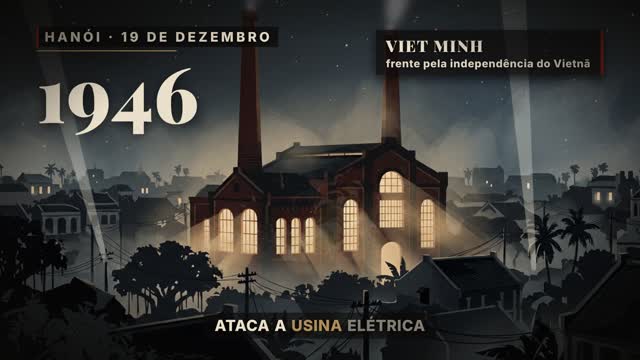 HANÓI · 19 DE DEZEMBRO
1946
VIET MINH
frente pela independência do Vietnã
ATACA A USINA ELÉTRICA